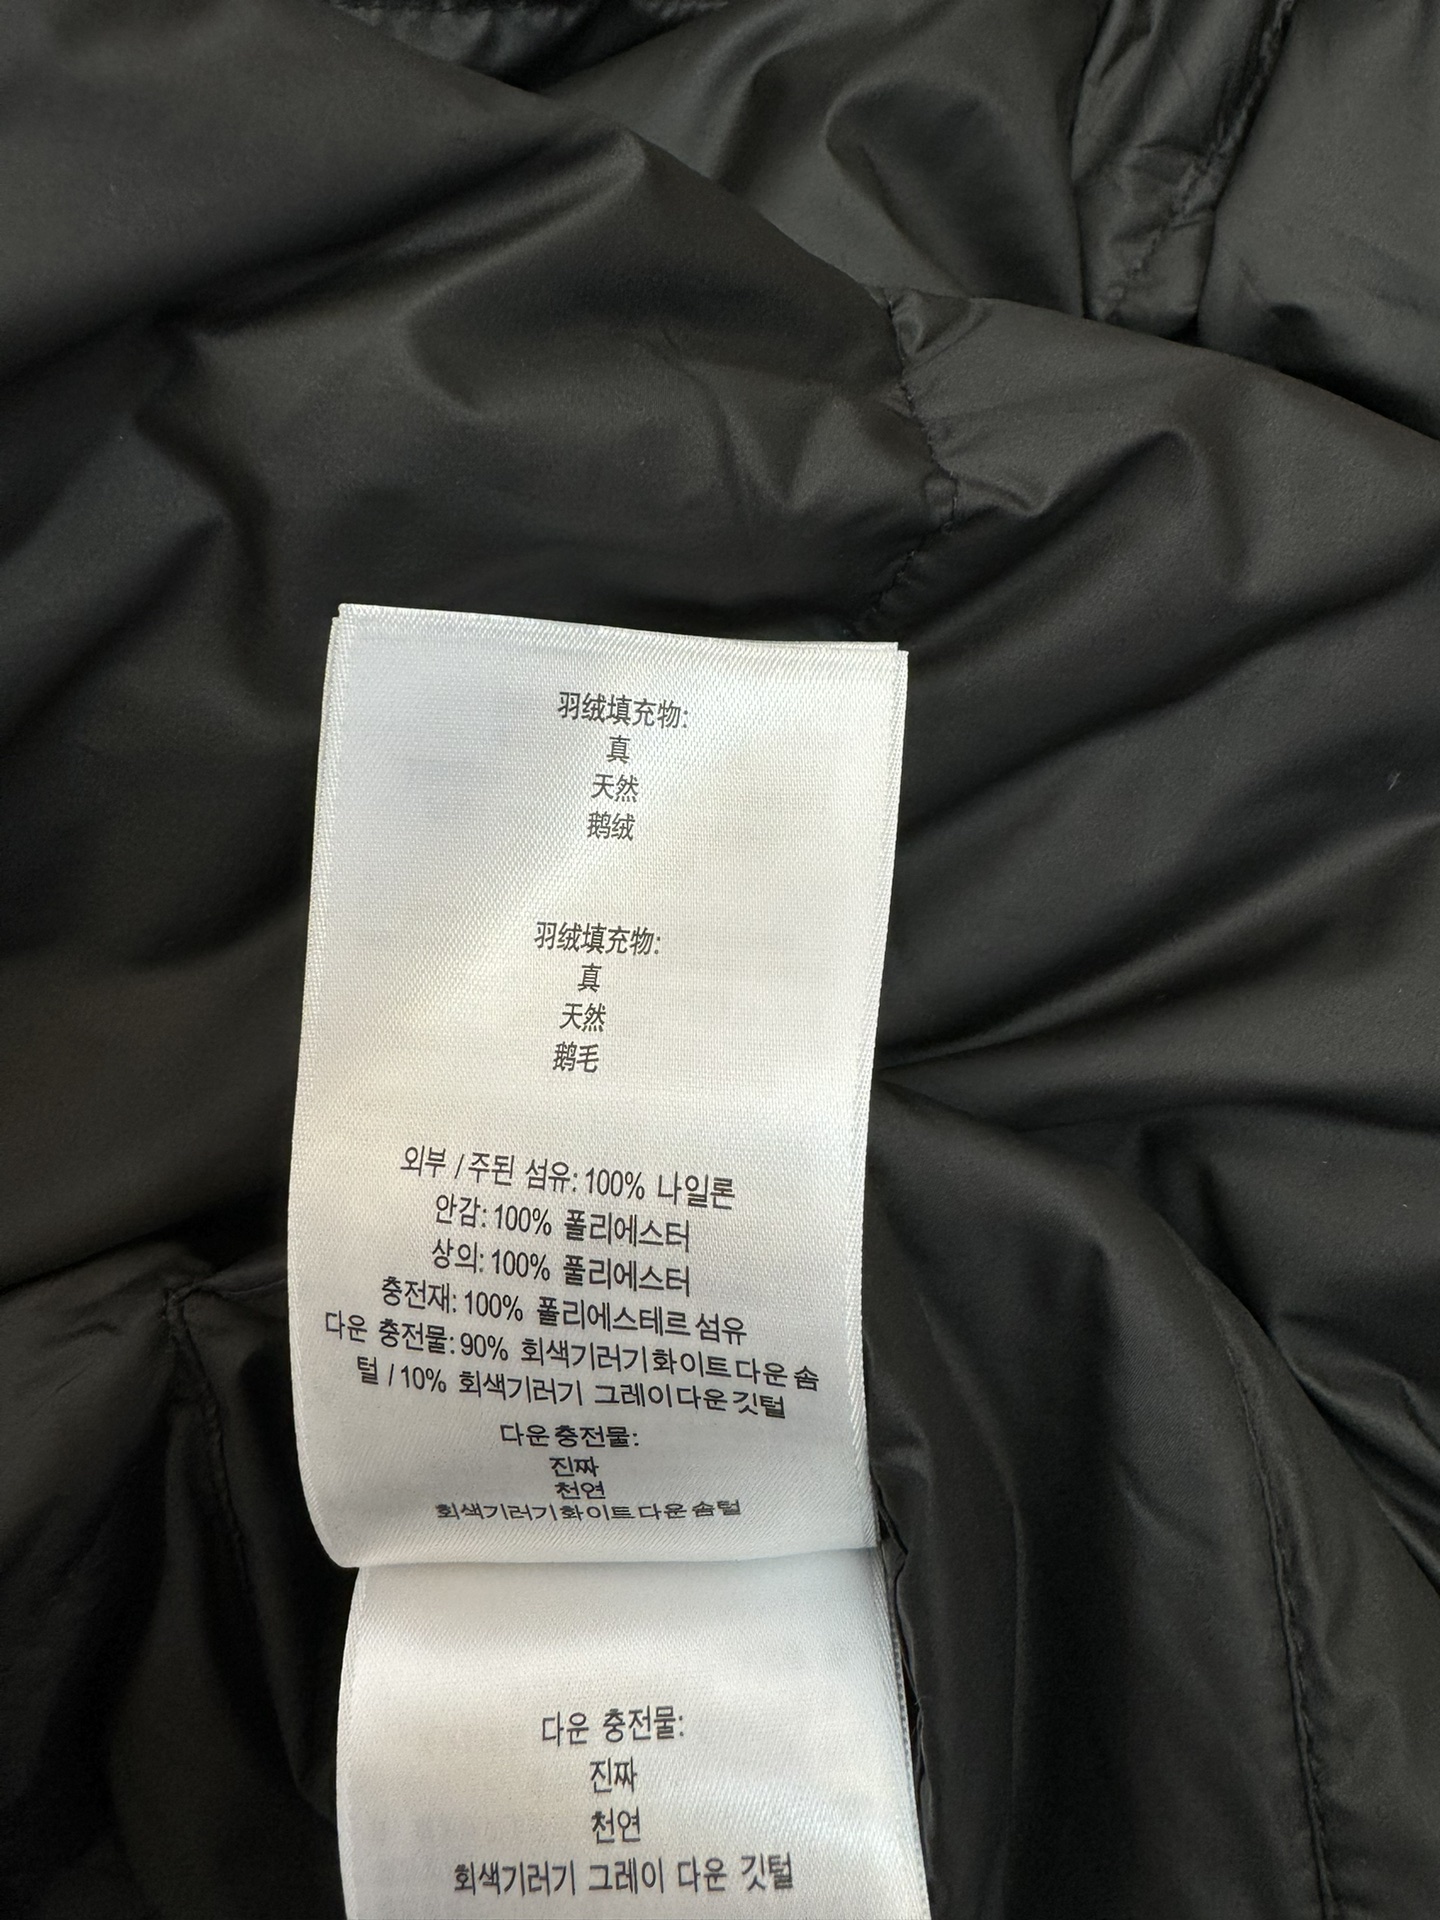 羽绒填充物:
真
天然
鹅绒
羽绒填充物:
真
天然
鹅毛
외부 / 주된 섬유: 100% 나일론
안감: 100% 폴리에스터
상의: 100% 풀리에스터
충전재: 100% 폴리에스테르 섬유
다운 충전물: 90% 회색기러기화이트다운 솜
털 / 10% 회색기러기 그레이다운깃털
다운충전물:
진짜
천연
회색기러기화이트다운솜털
다운 충전물:
진짜
천연
회색기러기 그레이 다운 깃털